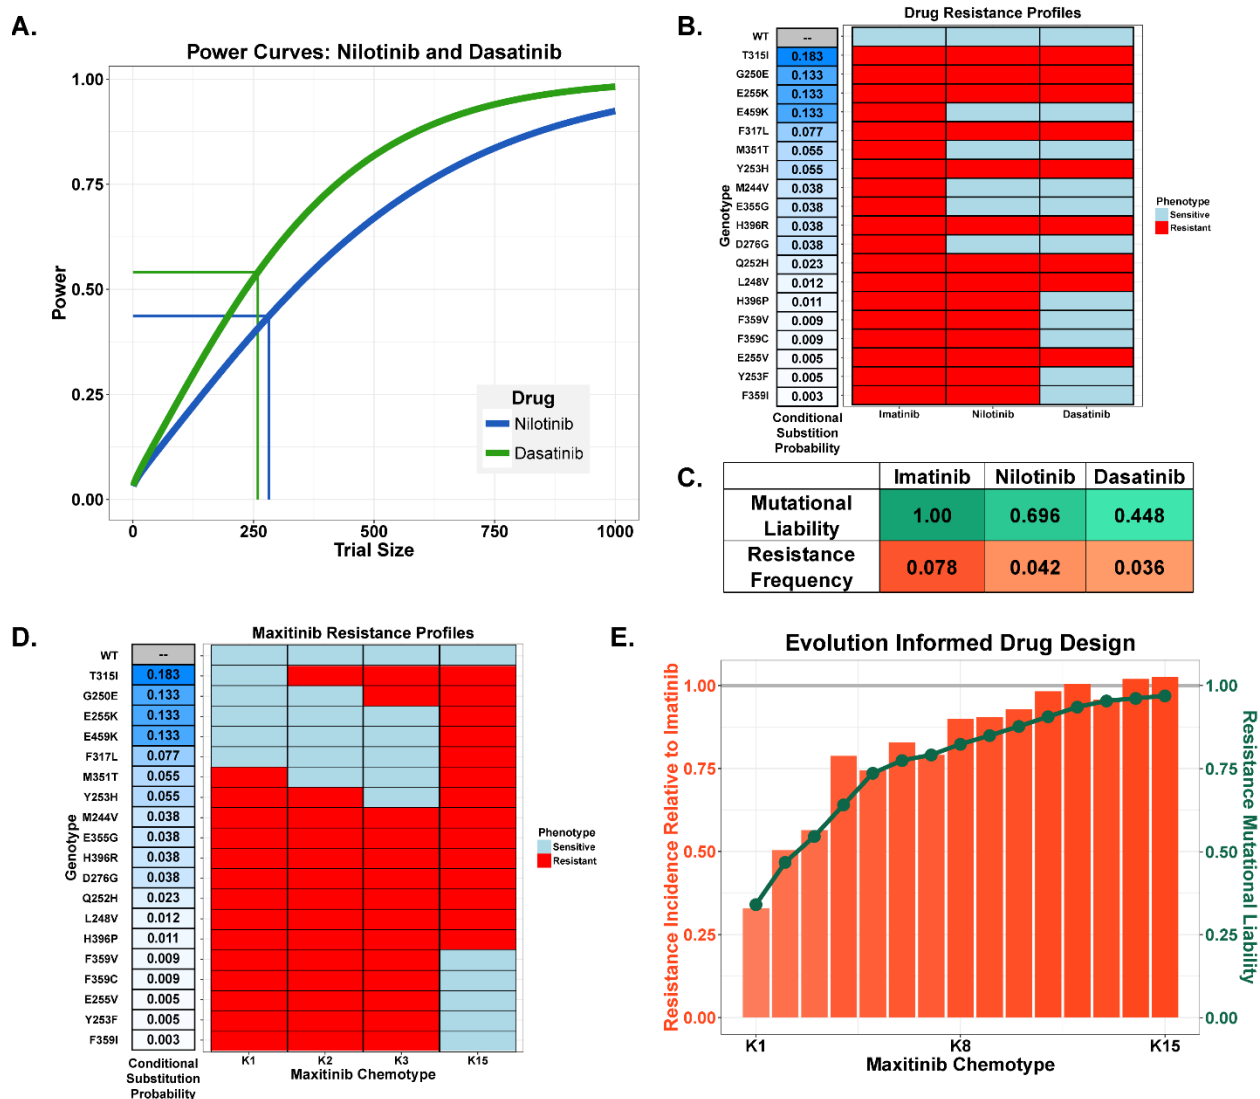 A.
Power Curves: Nilotinib and Dasatinib
1.00
0.75
0.50
0.25
0.00
Power
0 250 500 750 1000
Trial Size
Drug
Nilotinib
Dasatinib
B.
Drug Resistance Profiles
Genotype
WT --
T315I 0.183
G250E 0.133
E255K 0.133
E459K 0.133
F317L 0.077
M351T 0.055
Y253H 0.055
M244V 0.038
E355G 0.038
H396R 0.038
D276G 0.038
Q252H 0.023
L248V 0.012
H396P 0.011
F359V 0.009
F359C 0.009
E255V 0.005
Y253F 0.005
F359I 0.003
Conditional
Substition
Probability
Imatinib Nilotinib Dasatinib
Phenotype
Sensitive
Resistant
C.
Imatinib Nilotinib Dasatinib
Mutational
Liability
1.00 0.696 0.448
Resistance
Frequency
0.078 0.042 0.036
D.
Maxitinib Resistance Profiles
Genotype
WT --
T315I 0.183
G250E 0.133
E255K 0.133
E459K 0.133
F317L 0.077
M351T 0.055
Y253H 0.055
M244V 0.038
E355G 0.038
H396R 0.038
D276G 0.038
Q252H 0.023
L248V 0.012
H396P 0.011
F359V 0.009
F359C 0.009
E255V 0.005
Y253F 0.005
F359I 0.003
Conditional
Substitution
Probability
K1 K2 K3 K15
Maxitinib Chemotype
Phenotype
Sensitive
Resistant
E.
Evolution Informed Drug Design
Resistance Incidence Relative to Imatinib
1.00
0.75
0.50
0.25
0.00
K1 K8 K15
Maxitinib Chemotype
1.00
0.75
0.50
0.25
0.00
Resistance Mutational
Liability